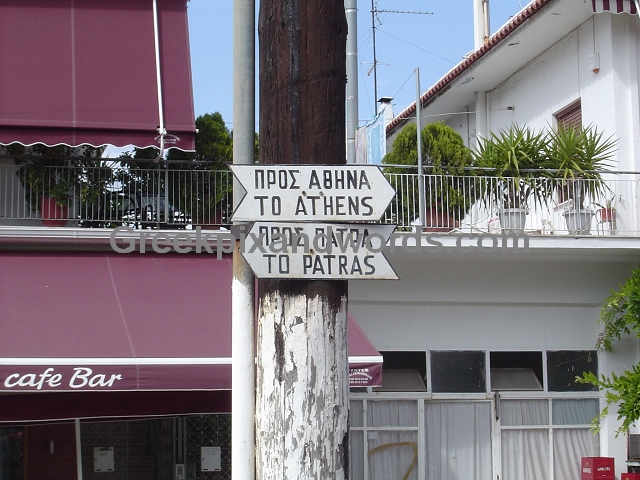 ΠΡΟΣ ΑΘΗΝΑ
TO ATHENS
ΠΡΟΣ ΠΑΤΡΑ
TO PATRAS
Greekpixandwords.com
cafe Bar